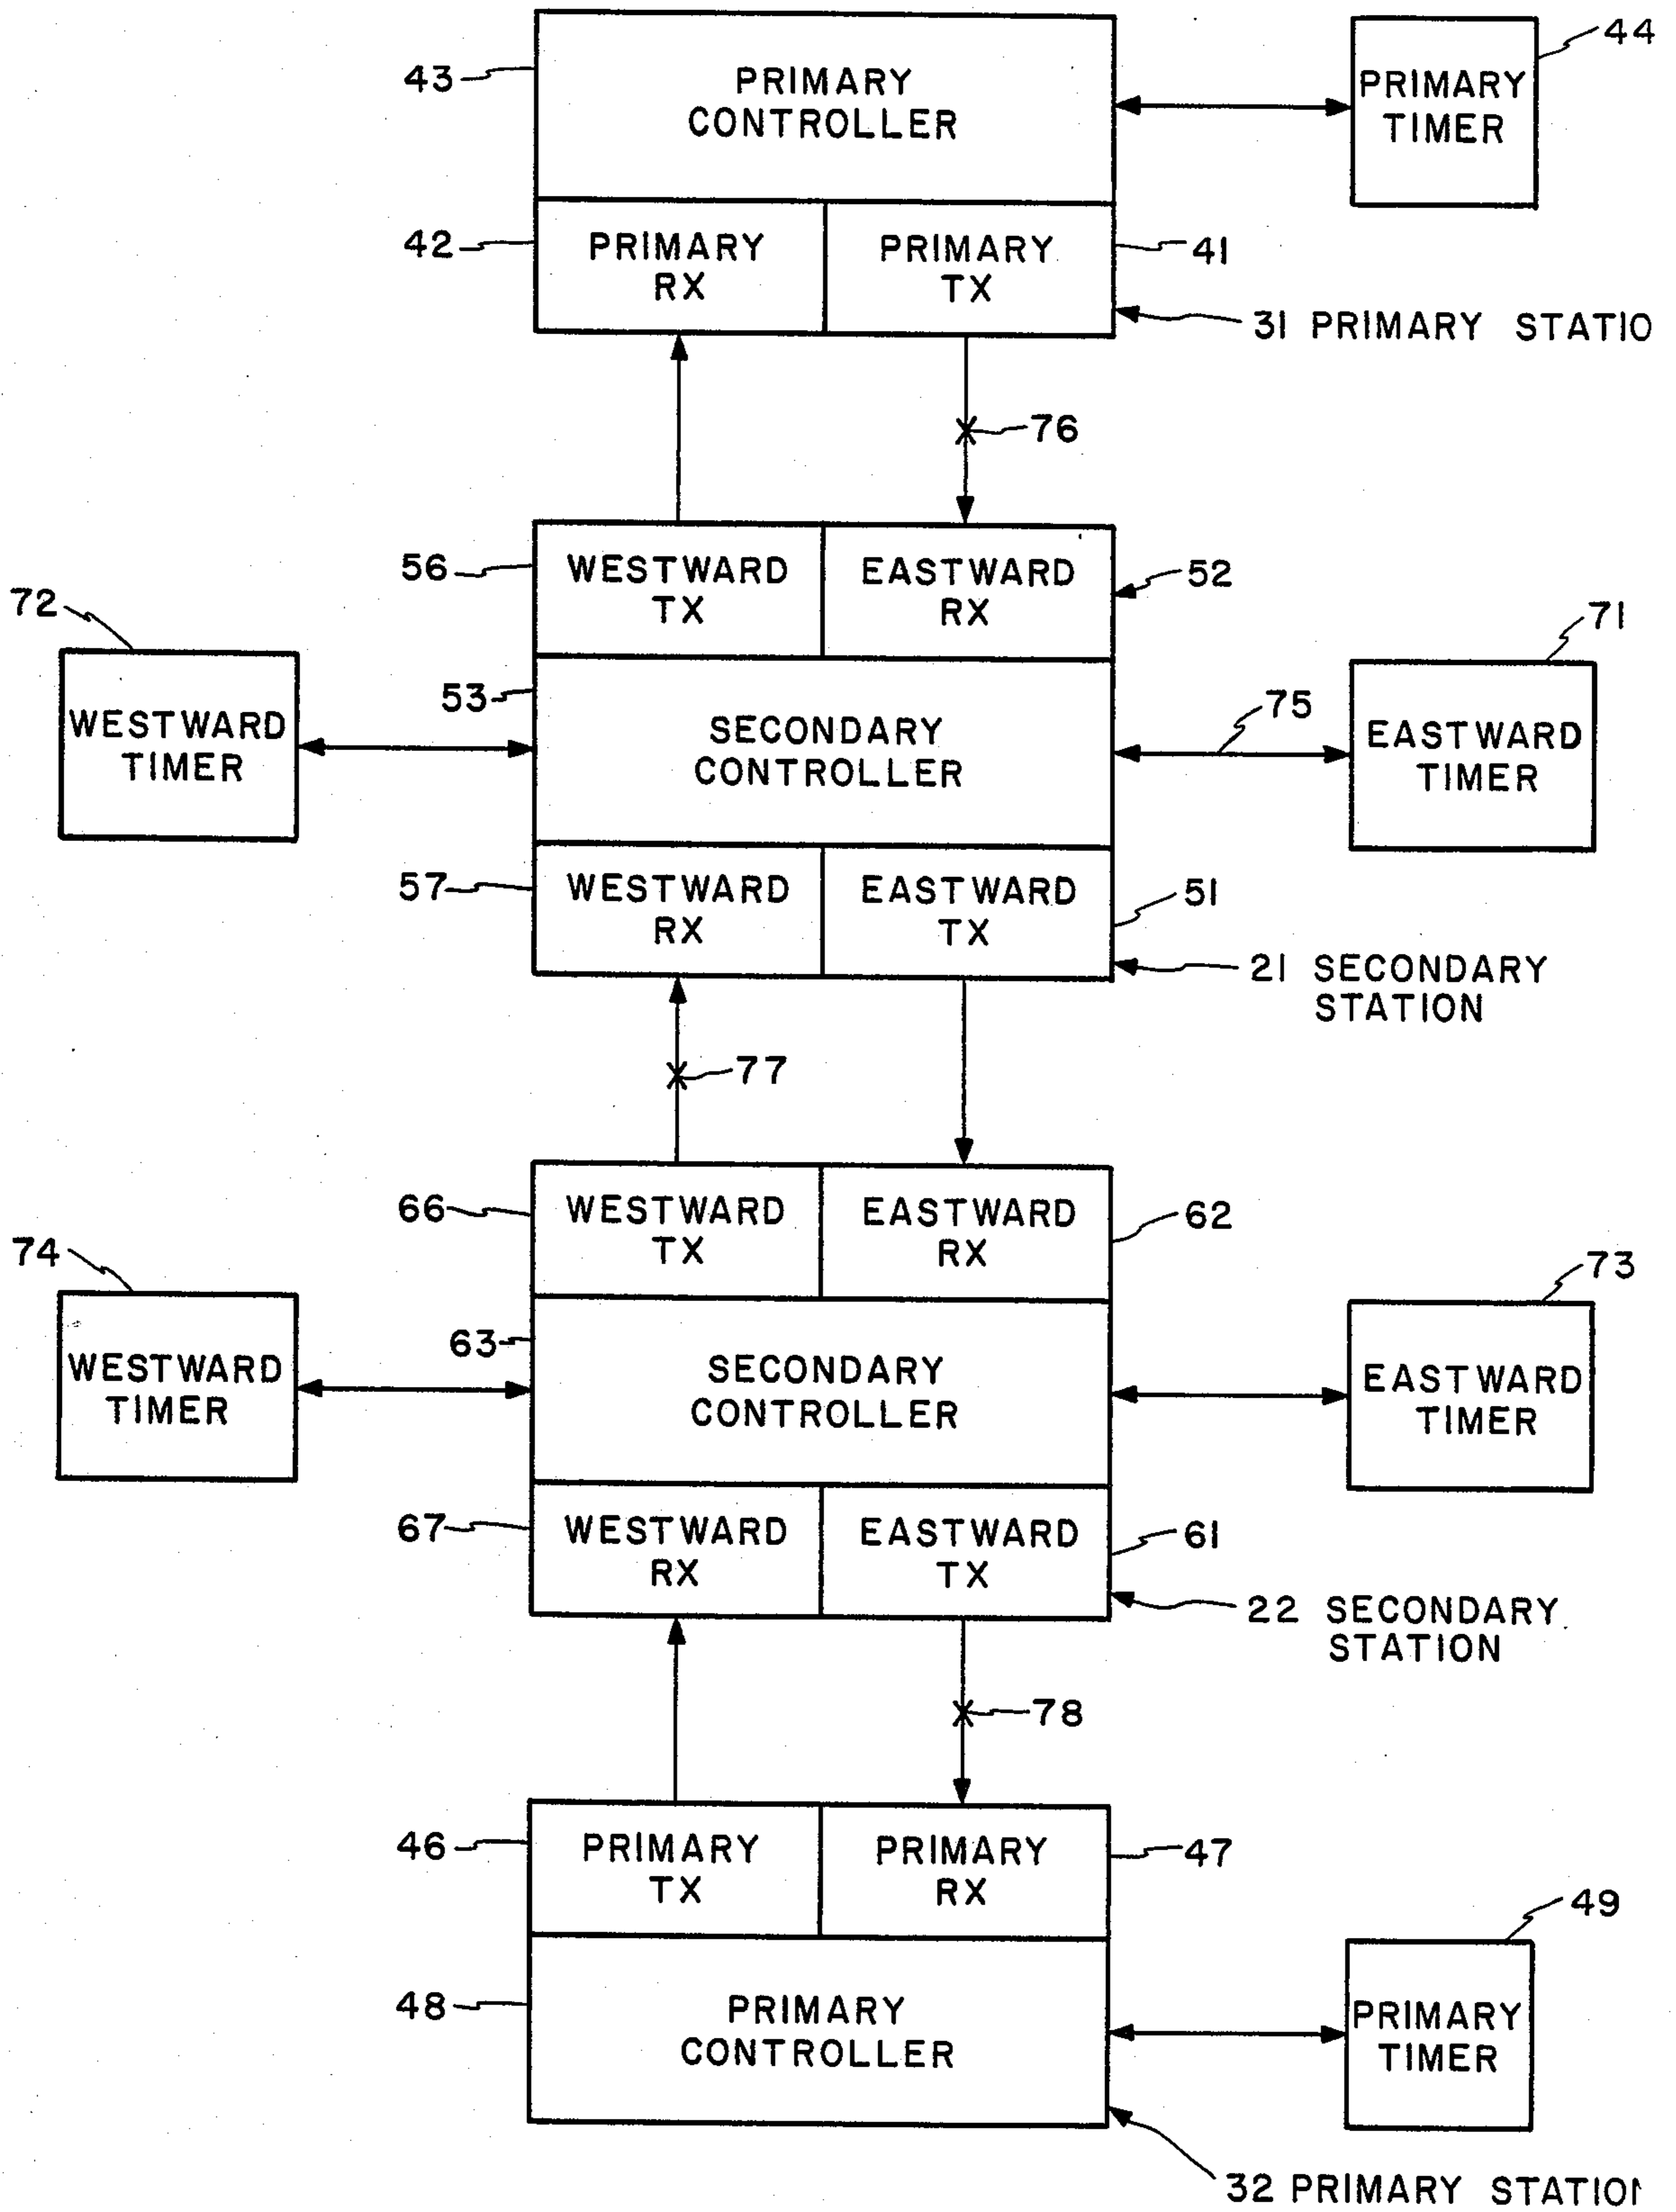 43
PRIMARY
CONTROLLER
44
PRIMARY
TIMER
42
PRIMARY
RX
PRIMARY
TX
41
31 PRIMARY STATIO
76
56
WESTWARD
TX
EASTWARD
RX
52
72
WESTWARD
TIMER
53
SECONDARY
CONTROLLER
75
71
EASTWARD
TIMER
57
WESTWARD
RX
EASTWARD
TX
51
21 SECONDARY
STATION
77
66
WESTWARD
TX
EASTWARD
RX
62
74
WESTWARD
TIMER
63
SECONDARY
CONTROLLER
73
EASTWARD
TIMER
67
WESTWARD
RX
EASTWARD
TX
61
22 SECONDARY
STATION
78
46
PRIMARY
TX
PRIMARY
RX
47
48
PRIMARY
CONTROLLER
49
PRIMARY
TIMER
32 PRIMARY STATION